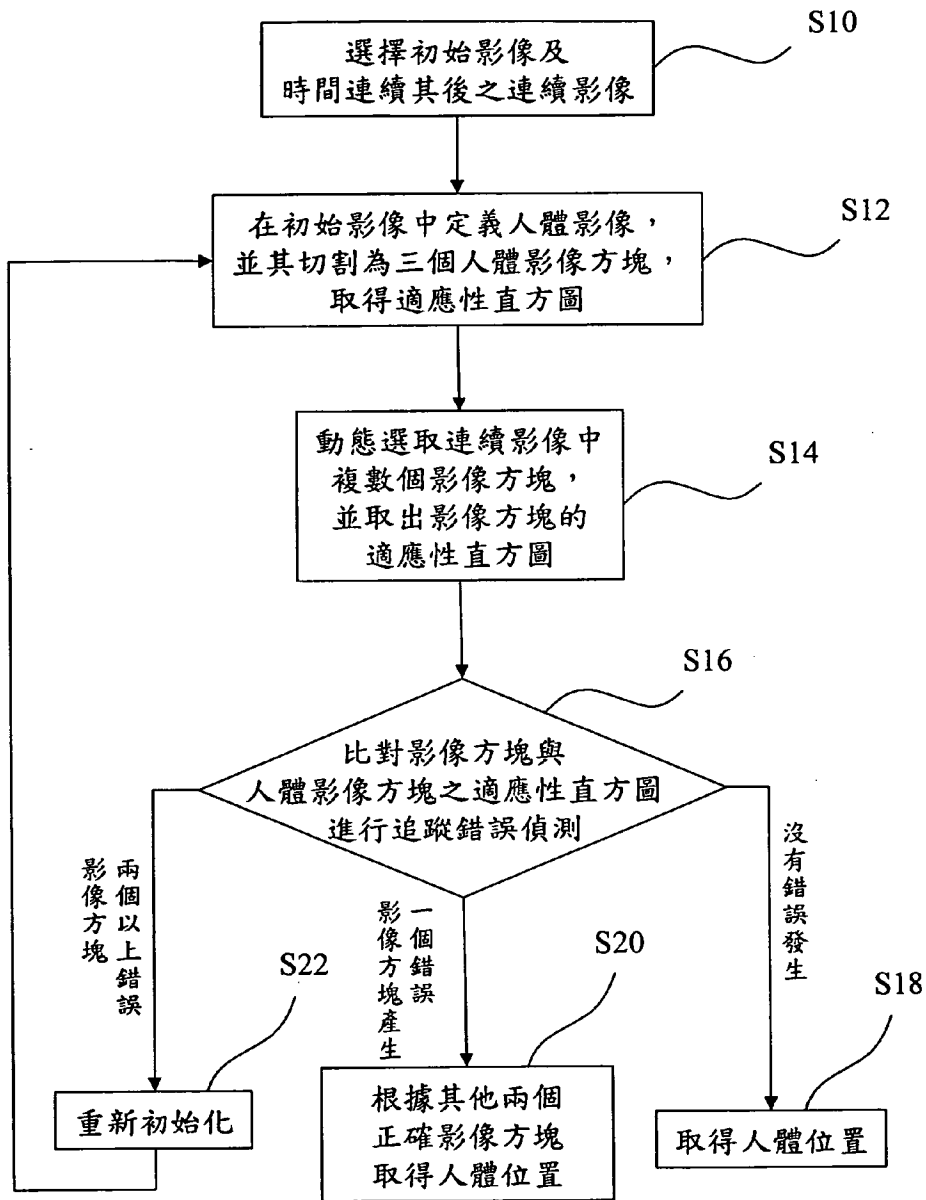 S10
選擇初始影像及
時間連續其後之連續影像
S12
在初始影像中定義人體影像，
並其切割為三個人體影像方塊，
取得適應性直方圖
S14
動態選取連續影像中
複數個影像方塊，
並取出影像方塊的
適應性直方圖
S16
比對影像方塊與
人體影像方塊之適應性直方圖
進行追蹤錯誤偵測
兩個以上錯誤
影像方塊
一個錯誤
影像方塊產生
沒有錯誤發生
S22
重新初始化
S20
根據其他兩個
正確影像方塊
取得人體位置
S18
取得人體位置